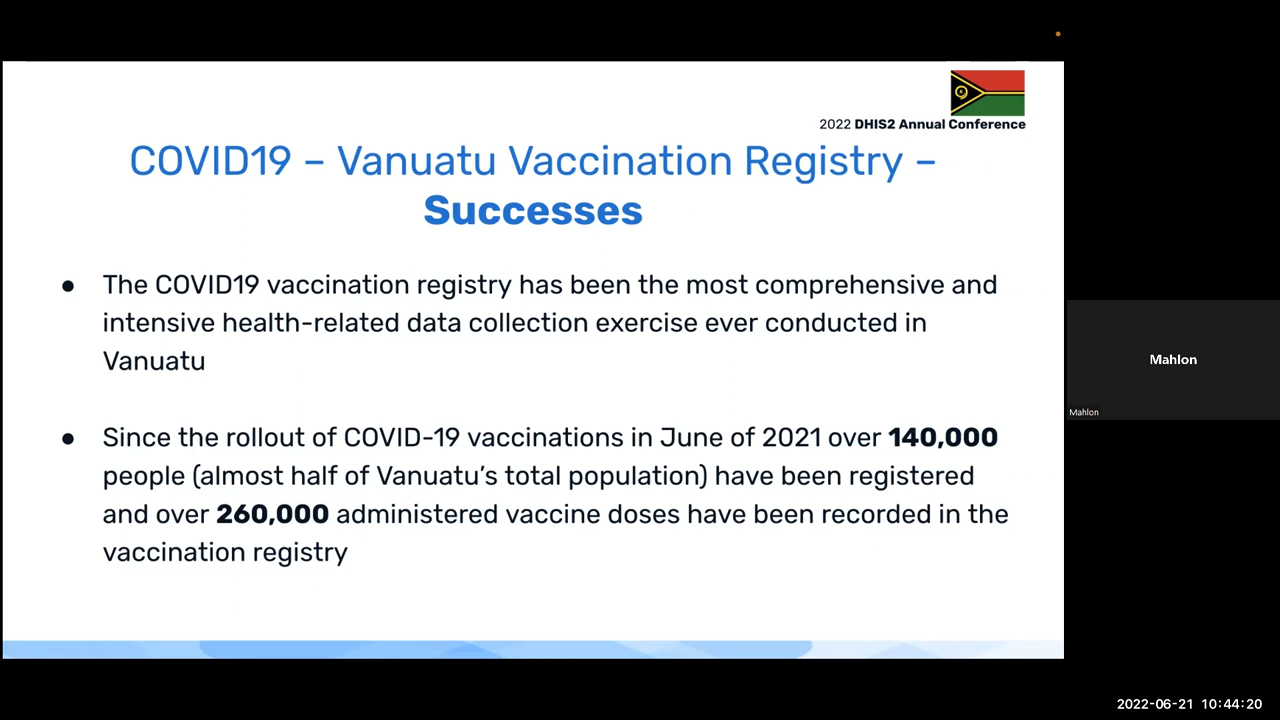 2022 DHIS2 Annual Conference
COVID19 – Vanuatu Vaccination Registry –
Successes
● The COVID19 vaccination registry has been the most comprehensive and
intensive health-related data collection exercise ever conducted in
Vanuatu
● Since the rollout of COVID-19 vaccinations in June of 2021 over 140,000
people (almost half of Vanuatu's total population) have been registered
and over 260,000 administered vaccine doses have been recorded in the
vaccination registry
Mahlon
Mahlon
2022-06-21 10:44:20